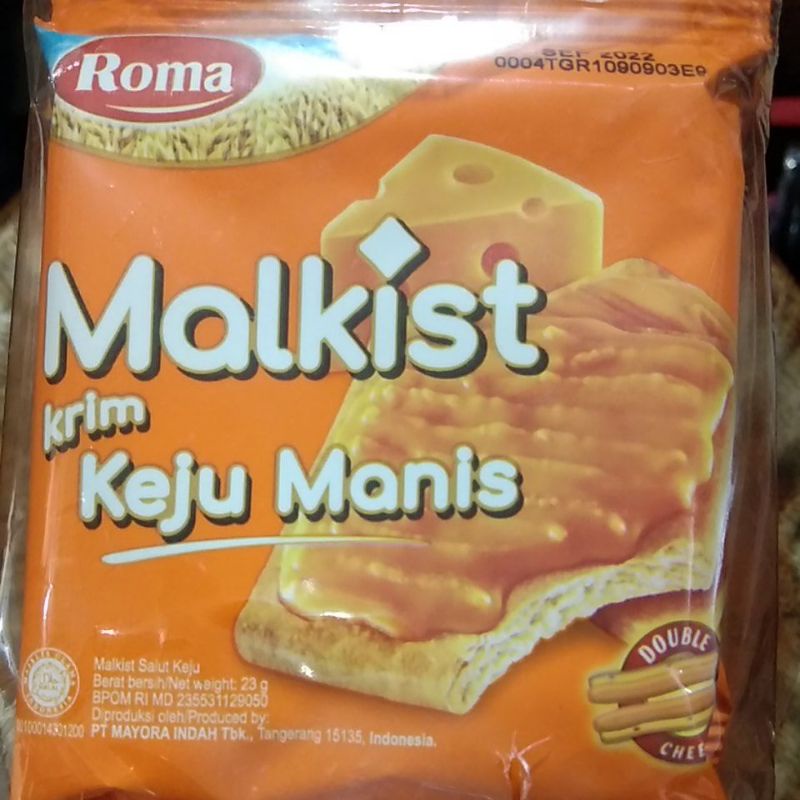 Roma
SEP 2022
0004TGR1090903E9
Malkist
krim
Keju Manis
DOUBLE
CHEE
Malkist Salut Keju
Berat bersih/Net weight: 23 g
BPOM RI MD 235531129050
Diproduksi oleh/Produced by:
PT MAYORA INDAH Tbk., Tangerang 15135, Indonesia.